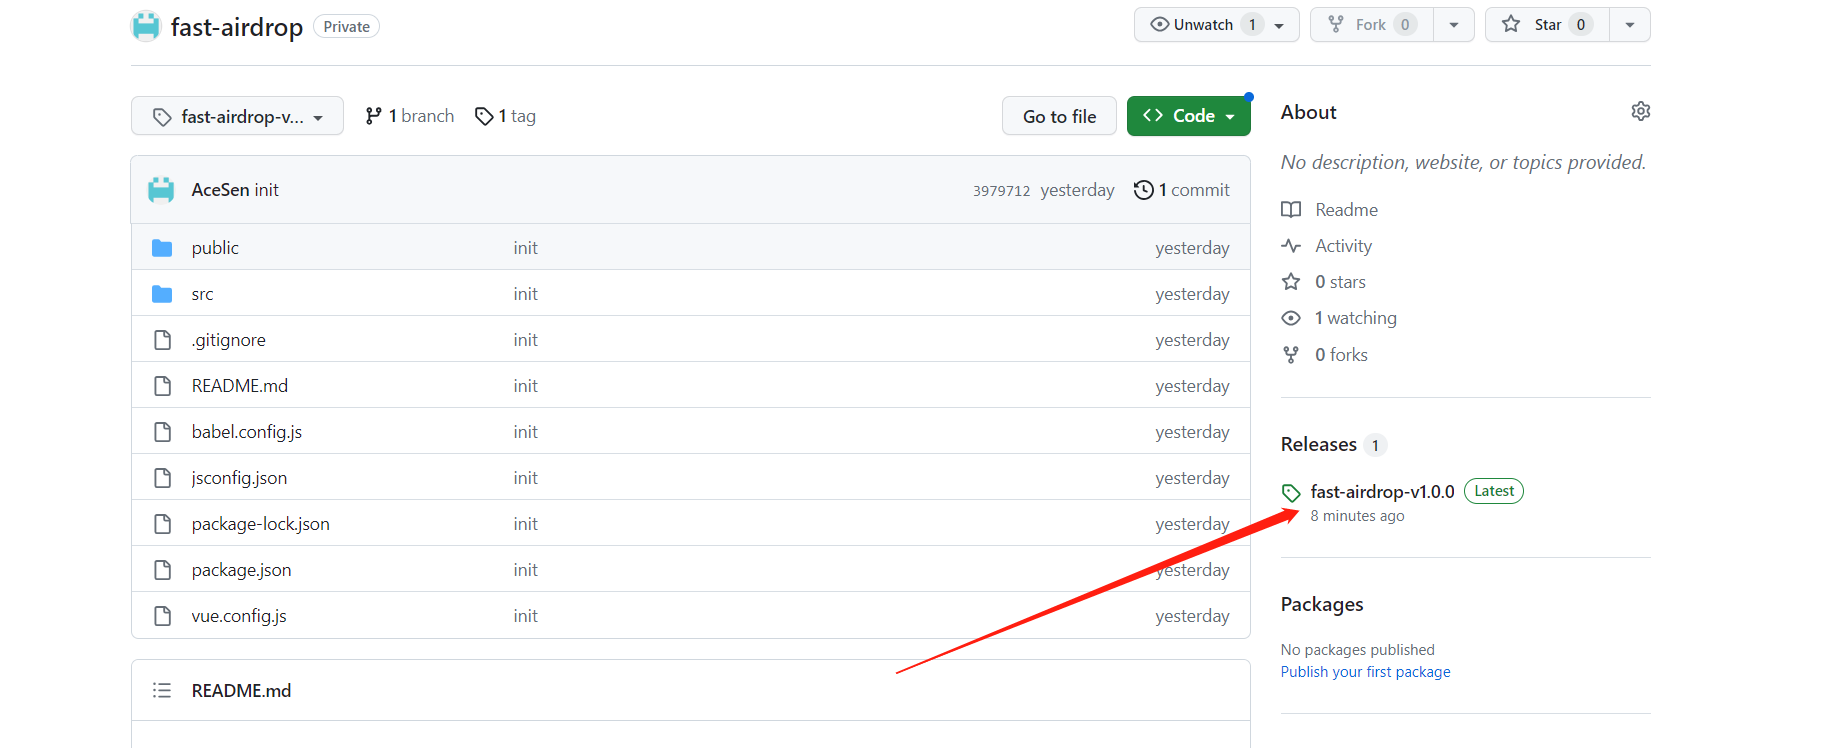 fast-airdrop Private Unwatch 1 Fork 0 Star 0
fast-airdrop-v... 1 branch 1 tag Go to file Code
AceSen init 3979712 yesterday 1 commit
public init yesterday
src init yesterday
.gitignore init yesterday
README.md init yesterday
babel.config.js init yesterday
jsconfig.json init yesterday
package-lock.json init yesterday
package.json init yesterday
vue.config.js init yesterday
README.md
About
No description, website, or topics provided.
Readme
Activity
0 stars
1 watching
0 forks
Releases 1
fast-airdrop-v1.0.0 Latest
8 minutes ago
Packages
No packages published
Publish your first package